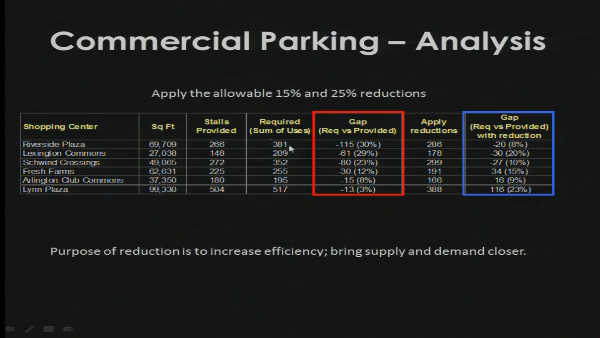 Commercial Parking – Analysis
Apply the allowable 15% and 25% reductions
Shopping Center Sq Ft Stalls Provided Required (Sum of Uses) Gap (Req vs Provided) Apply reductions Gap (Req vs Provided) with reduction
Riverside Plaza 69,709 266 381 -115 (30%) 286 -20 (8%)
Lexington Commons 27,038 148 209 -61 (29%) 178 -30 (20%)
Schwind Crossings 49,065 272 352 -80 (23%) 299 -27 (10%)
Fresh Farms 62,631 225 255 -30 (12%) 191 34 (15%)
Arlington Club Commons 37,350 180 195 -15 (8%) 166 16 (9%)
Lynn Plaza 99,330 504 517 -13 (3%) 388 116 (23%)
Purpose of reduction is to increase efficiency; bring supply and demand closer.